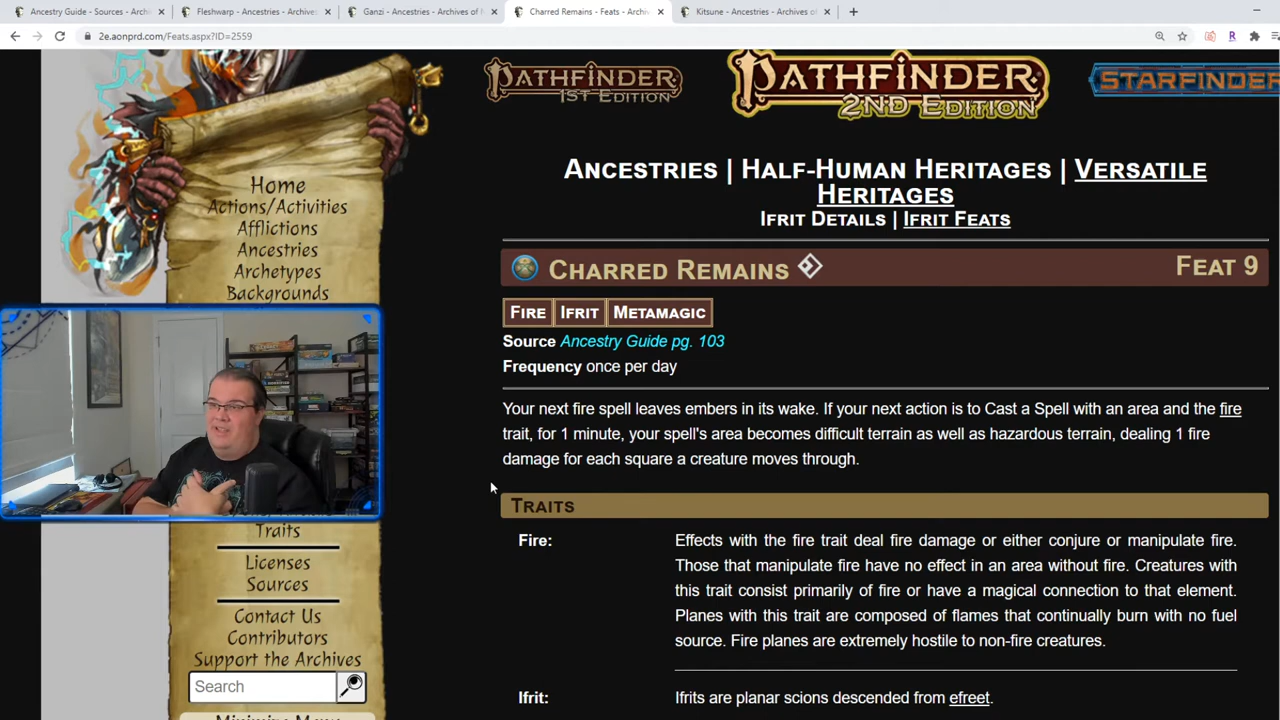 Ancestry Guide - Sources - Archi
Fleshwarp - Ancestries - Archives
Ganzi - Ancestries - Archives of N
Charred Remains - Feats - Archiv
Kitsune - Ancestries - Archives of
2e.aonprd.com/Feats.aspx?ID=2559
PATHFINDER
1ST EDITION
PATHFINDER
2ND EDITION
STARFINDER
Home
Actions/Activities
Afflictions
Ancestries
Archetypes
Backgrounds
Traits
Licenses
Sources
Contact Us
Contributors
Support the Archives
Search
Minimize Menu
Ancestries | Half-Human Heritages | Versatile
Heritages
Ifrit Details | Ifrit Feats
Charred Remains
Feat 9
Fire Ifrit Metamagic
Source Ancestry Guide pg. 103
Frequency once per day
Your next fire spell leaves embers in its wake. If your next action is to Cast a Spell with an area and the fire
trait, for 1 minute, your spell's area becomes difficult terrain as well as hazardous terrain, dealing 1 fire
damage for each square a creature moves through.
Traits
Fire:
Effects with the fire trait deal fire damage or either conjure or manipulate fire.
Those that manipulate fire have no effect in an area without fire. Creatures with
this trait consist primarily of fire or have a magical connection to that element.
Planes with this trait are composed of flames that continually burn with no fuel
source. Fire planes are extremely hostile to non-fire creatures.
Ifrit:
Ifrits are planar scions descended from efreet.